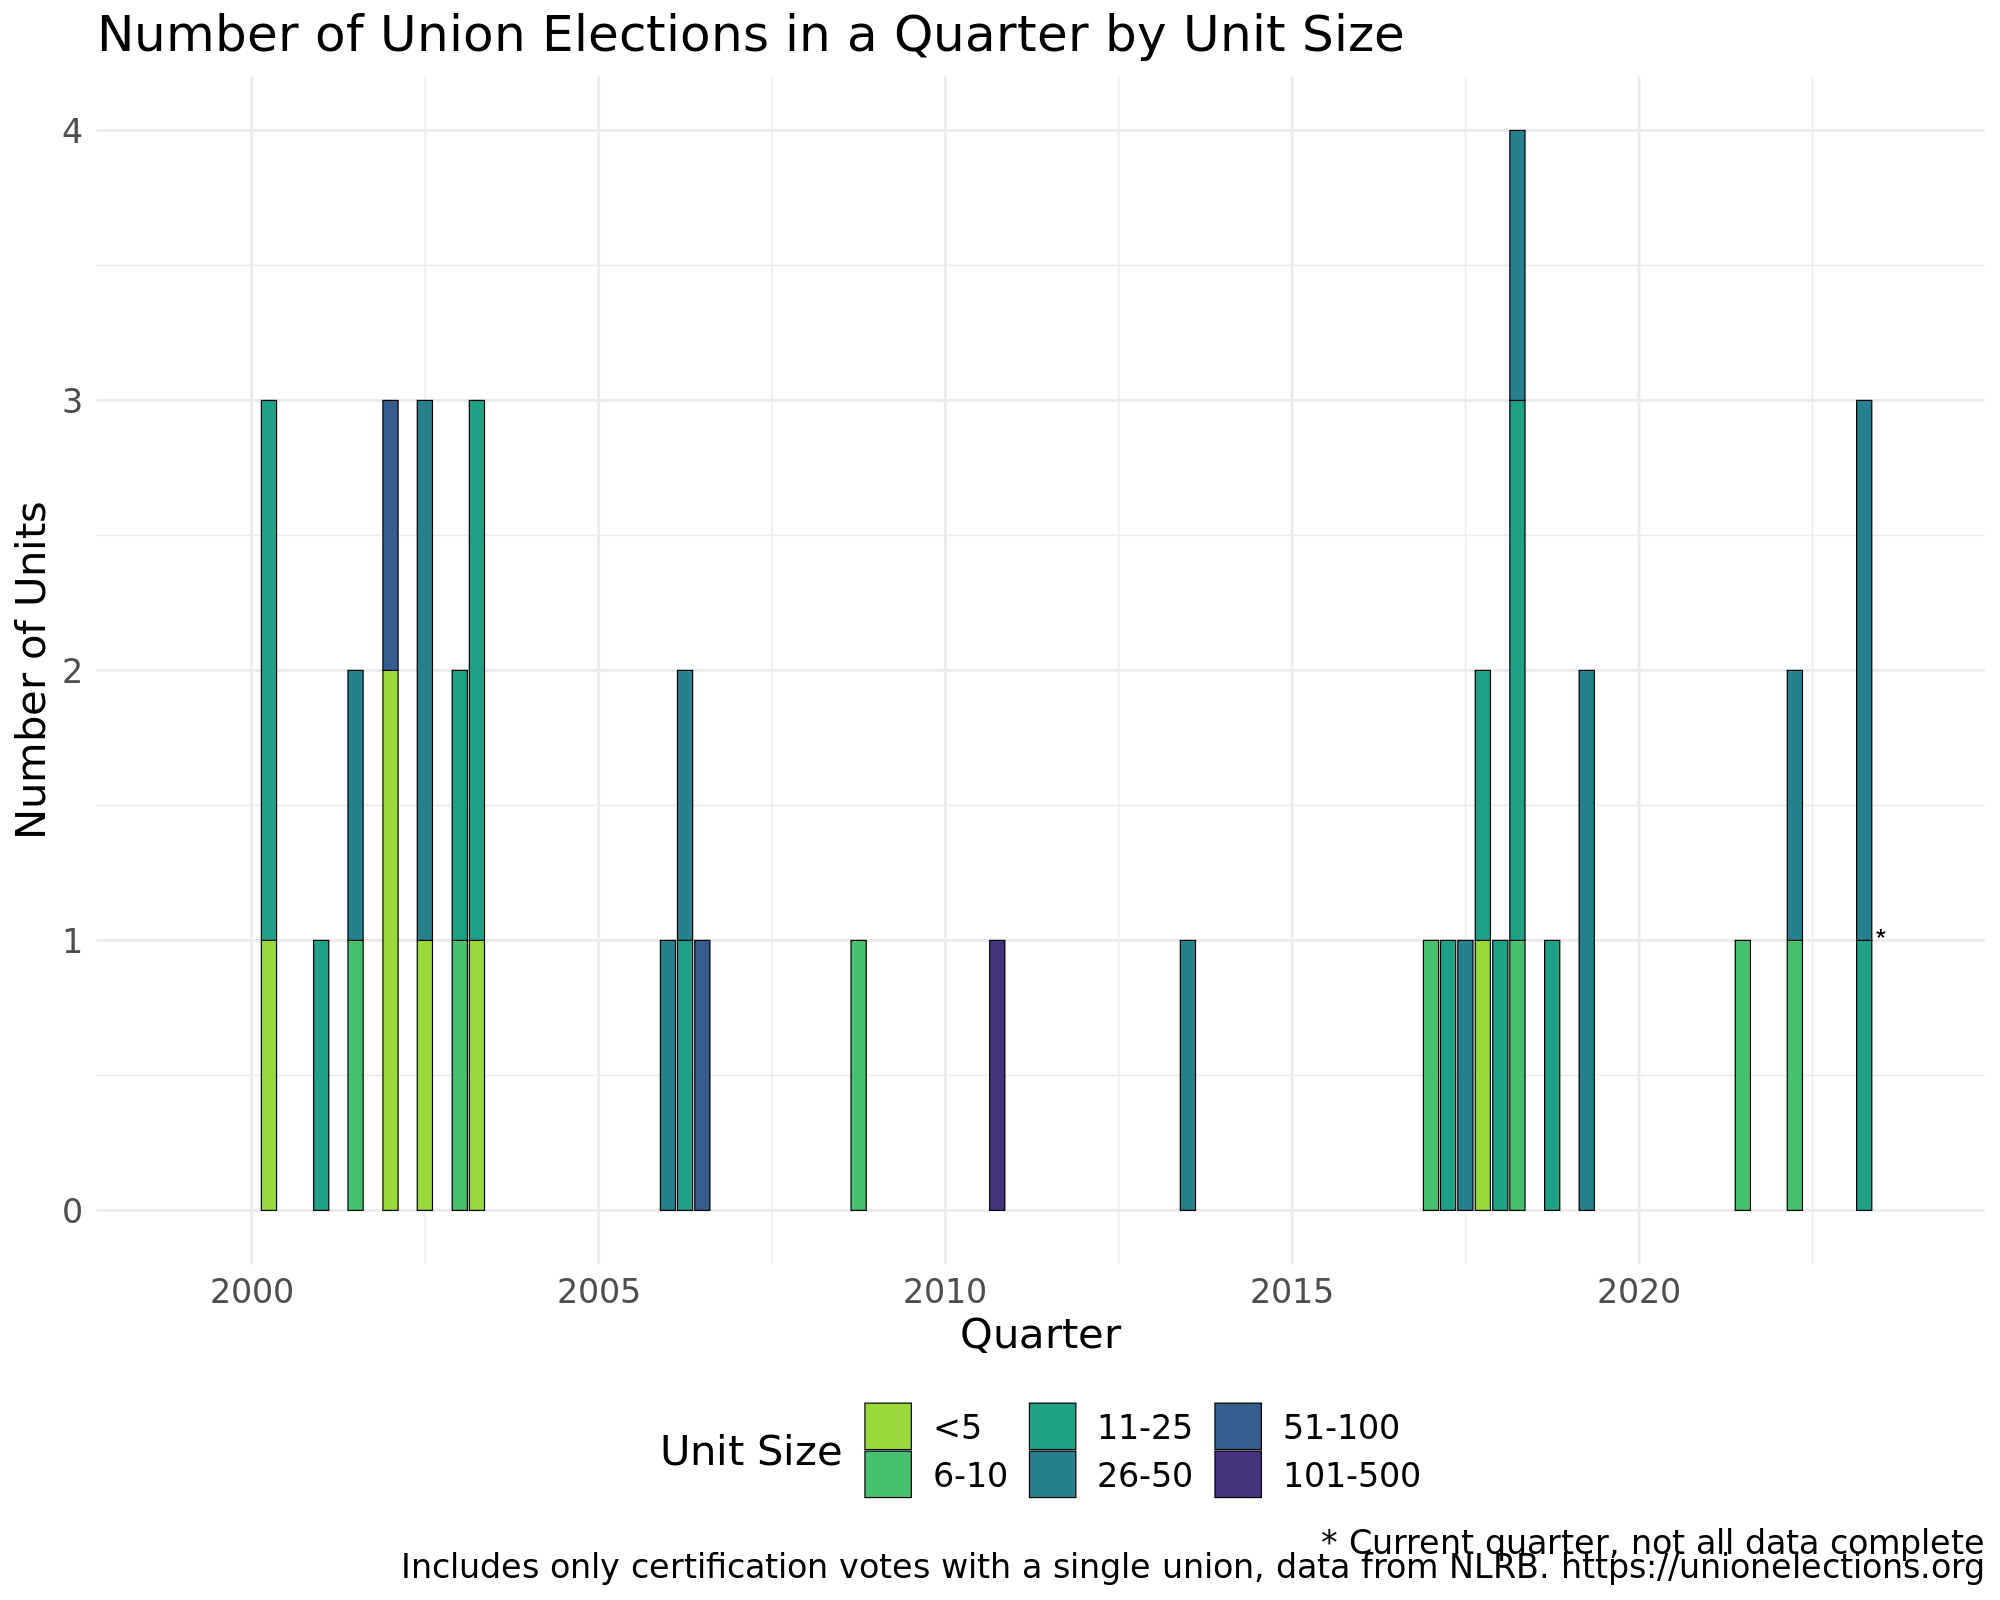 Number of Union Elections in a Quarter by Unit Size
Number of Units
4
3
2
1
0
*
2000 2005 2010 2015 2020
Quarter
Unit Size
<5 11-25 51-100
6-10 26-50 101-500
* Current quarter, not all data complete
Includes only certification votes with a single union, data from NLRB. https://unionelections.org